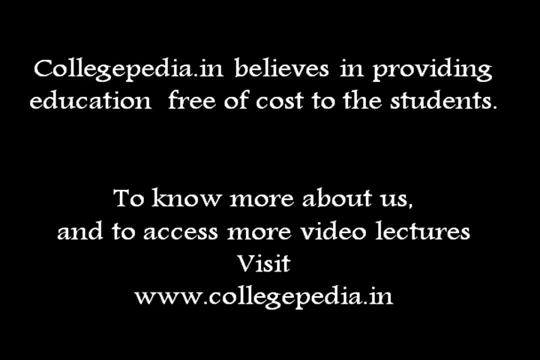 Collegepedia.in believes in providing
education free of cost to the students.
To know more about us,
and to access more video lectures
Visit
www.collegepedia.in